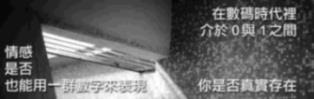 在數碼時代裡
介於0與1之間
情感
是否
也能用一群數字來表現
你是否真實存在